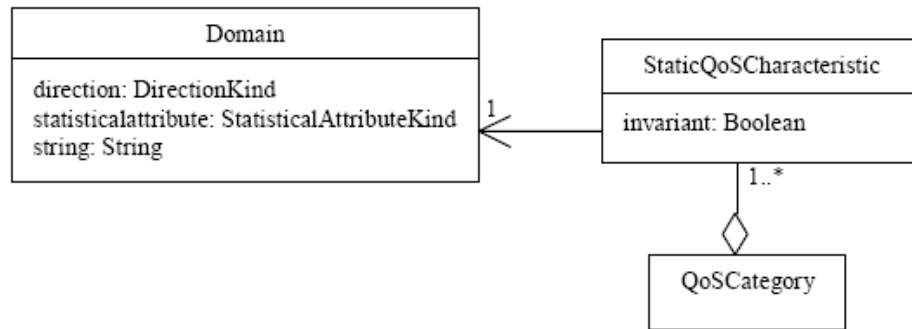 Domain
direction: DirectionKind
statisticalattribute: StatisticalAttributeKind
string: String
1
StaticQoSCharacteristic
invariant: Boolean
1..*
QoSCategory